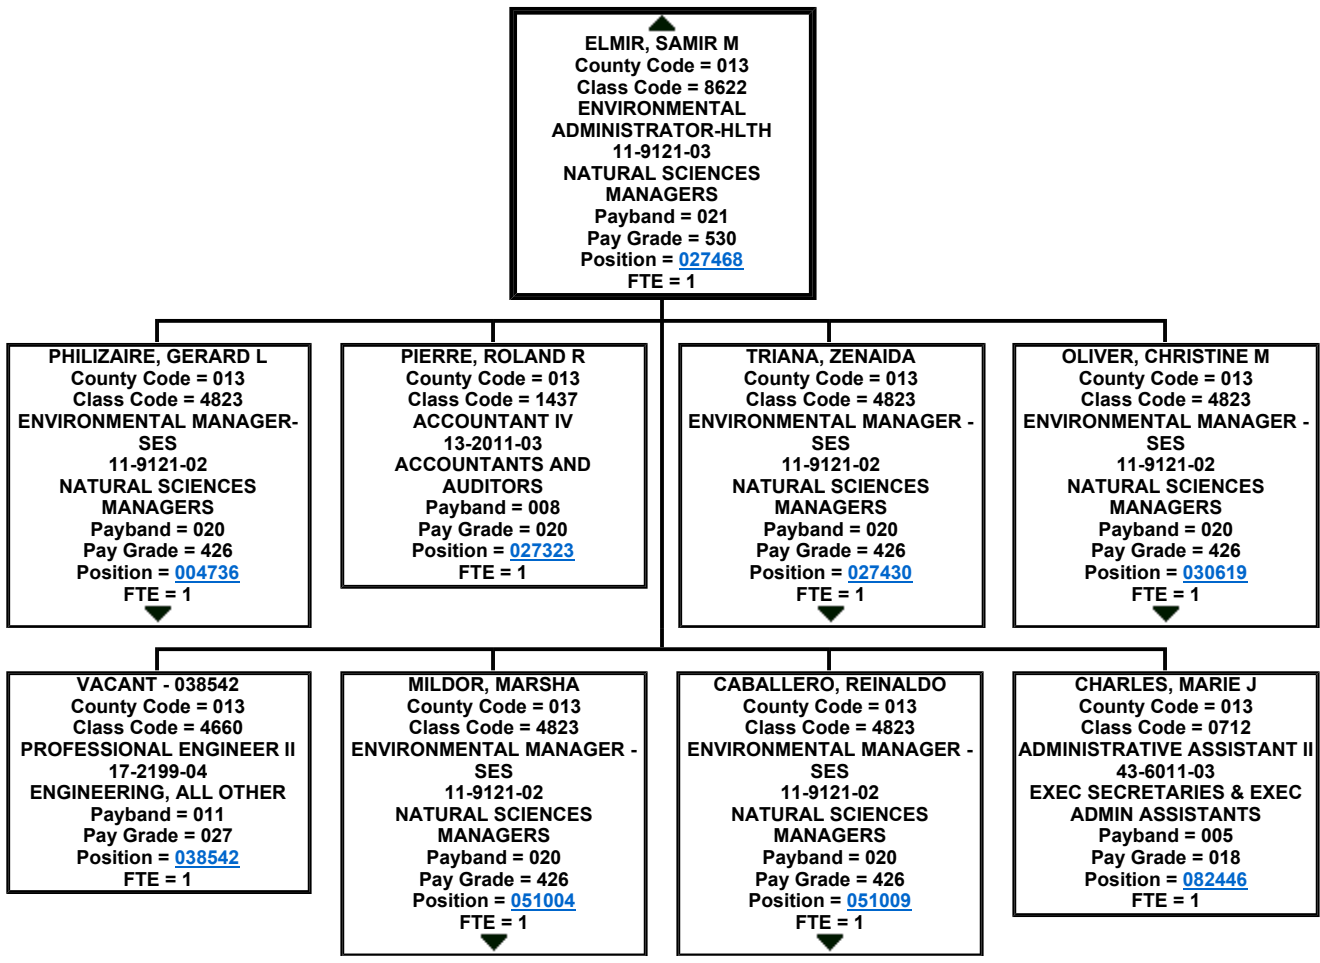 ELMIR, SAMIR M
County Code = 013
Class Code = 8622
ENVIRONMENTAL
ADMINISTRATOR-HLTH
11-9121-03
NATURAL SCIENCES
MANAGERS
Payband = 021
Pay Grade = 530
Position = 027468
FTE = 1
PHILIZAIRE, GERARD L
County Code = 013
Class Code = 4823
ENVIRONMENTAL MANAGER-
SES
11-9121-02
NATURAL SCIENCES
MANAGERS
Payband = 020
Pay Grade = 426
Position = 004736
FTE = 1
PIERRE, ROLAND R
County Code = 013
Class Code = 1437
ACCOUNTANT IV
13-2011-03
ACCOUNTANTS AND
AUDITORS
Payband = 008
Pay Grade = 020
Position = 027323
FTE = 1
TRIANA, ZENAIDA
County Code = 013
Class Code = 4823
ENVIRONMENTAL MANAGER -
SES
11-9121-02
NATURAL SCIENCES
MANAGERS
Payband = 020
Pay Grade = 426
Position = 027430
FTE = 1
OLIVER, CHRISTINE M
County Code = 013
Class Code = 4823
ENVIRONMENTAL MANAGER -
SES
11-9121-02
NATURAL SCIENCES
MANAGERS
Payband = 020
Pay Grade = 426
Position = 030619
FTE = 1
VACANT - 038542
County Code = 013
Class Code = 4660
PROFESSIONAL ENGINEER II
17-2199-04
ENGINEERING, ALL OTHER
Payband = 011
Pay Grade = 027
Position = 038542
FTE = 1
MILDOR, MARSHA
County Code = 013
Class Code = 4823
ENVIRONMENTAL MANAGER -
SES
11-9121-02
NATURAL SCIENCES
MANAGERS
Payband = 020
Pay Grade = 426
Position = 051004
FTE = 1
CABALLERO, REINALDO
County Code = 013
Class Code = 4823
ENVIRONMENTAL MANAGER -
SES
11-9121-02
NATURAL SCIENCES
MANAGERS
Payband = 020
Pay Grade = 426
Position = 051009
FTE = 1
CHARLES, MARIE J
County Code = 013
Class Code = 0712
ADMINISTRATIVE ASSISTANT II
43-6011-03
EXEC SECRETARIES & EXEC
ADMIN ASSISTANTS
Payband = 005
Pay Grade = 018
Position = 082446
FTE = 1